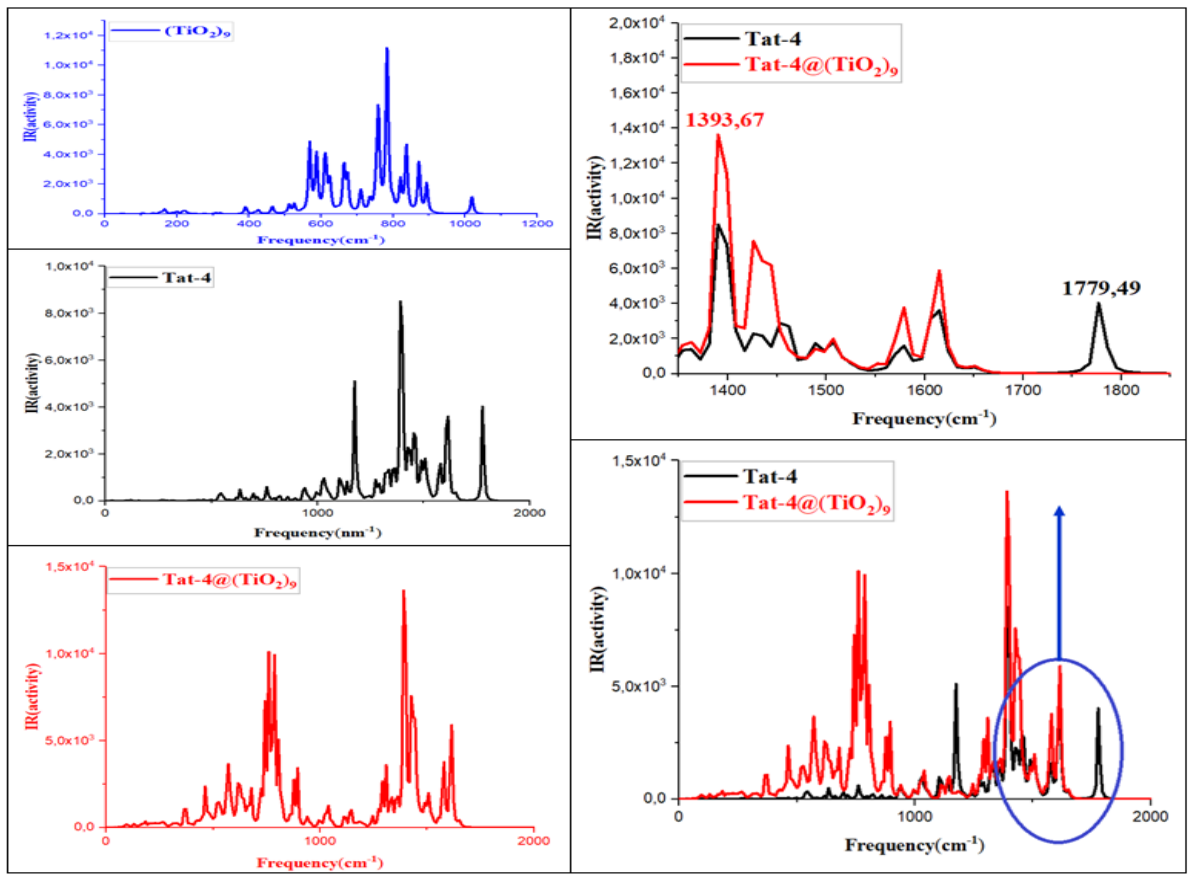 (TiO₂)₉
1,2x10⁴
1,0x10⁴
8,0x10³
6,0x10³
4,0x10³
2,0x10³
0,0
IR(activity)
0 200 400 600 800 1000 1200
Frequency(cm⁻¹)
Tat-4
1,0x10⁴
8,0x10³
6,0x10³
4,0x10³
2,0x10³
0,0
IR(activity)
0 1000 2000
Frequency(nm⁻¹)
Tat-4@(TiO₂)₉
1,5x10⁴
1,0x10⁴
5,0x10³
0,0
IR(activity)
0 1000 2000
Frequency(cm⁻¹)
Tat-4
Tat-4@(TiO₂)₉
2,0x10⁴
1,8x10⁴
1,6x10⁴
1,4x10⁴
1,2x10⁴
1,0x10⁴
8,0x10³
6,0x10³
4,0x10³
2,0x10³
0,0
IR(activity)
1393,67
1779,49
1400 1500 1600 1700 1800
Frequency(cm⁻¹)
Tat-4
Tat-4@(TiO₂)₉
1,5x10⁴
1,0x10⁴
5,0x10³
0,0
IR(activity)
0 1000 2000
Frequency(cm⁻¹)